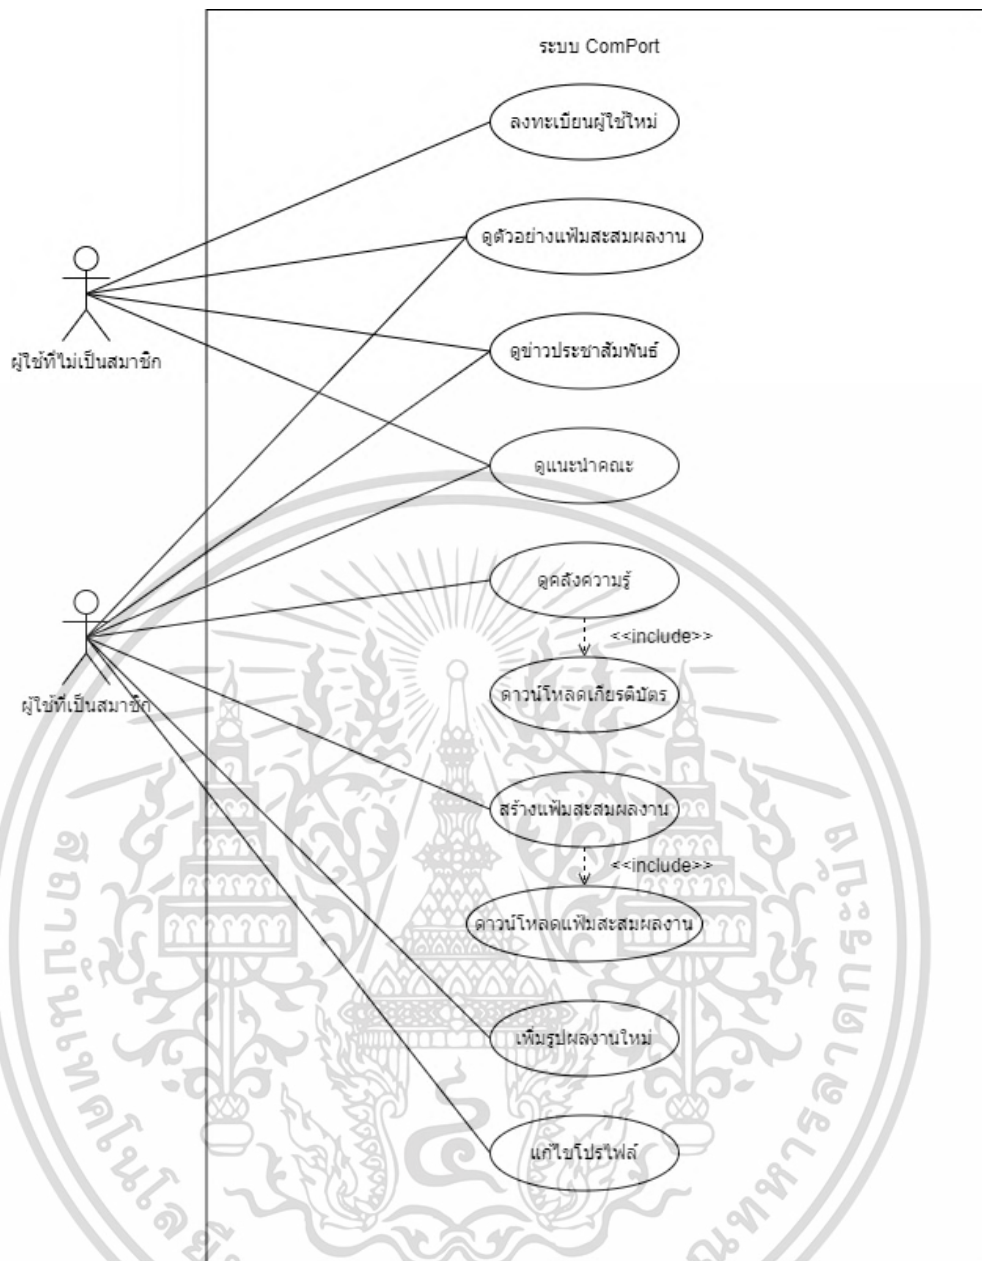 ระบบ ComPort
ลงทะเบียนผู้ใช้ใหม่
ดูตัวอย่างแฟ้มสะสมผลงาน
ผู้ใช้ที่ไม่เป็นสมาชิก
ดูข่าวประชาสัมพันธ์
ดูแนะนำคณะ
ดูคลังความรู้
<<include>>
ผู้ใช้ที่เป็นสมาชิก
ดาวน์โหลดเกียรติบัตร
สร้างแฟ้มสะสมผลงาน
<<include>>
ดาวน์โหลดแฟ้มสะสมผลงาน
เพิ่มรูปผลงานใหม่
แก้ไขโปรไฟล์